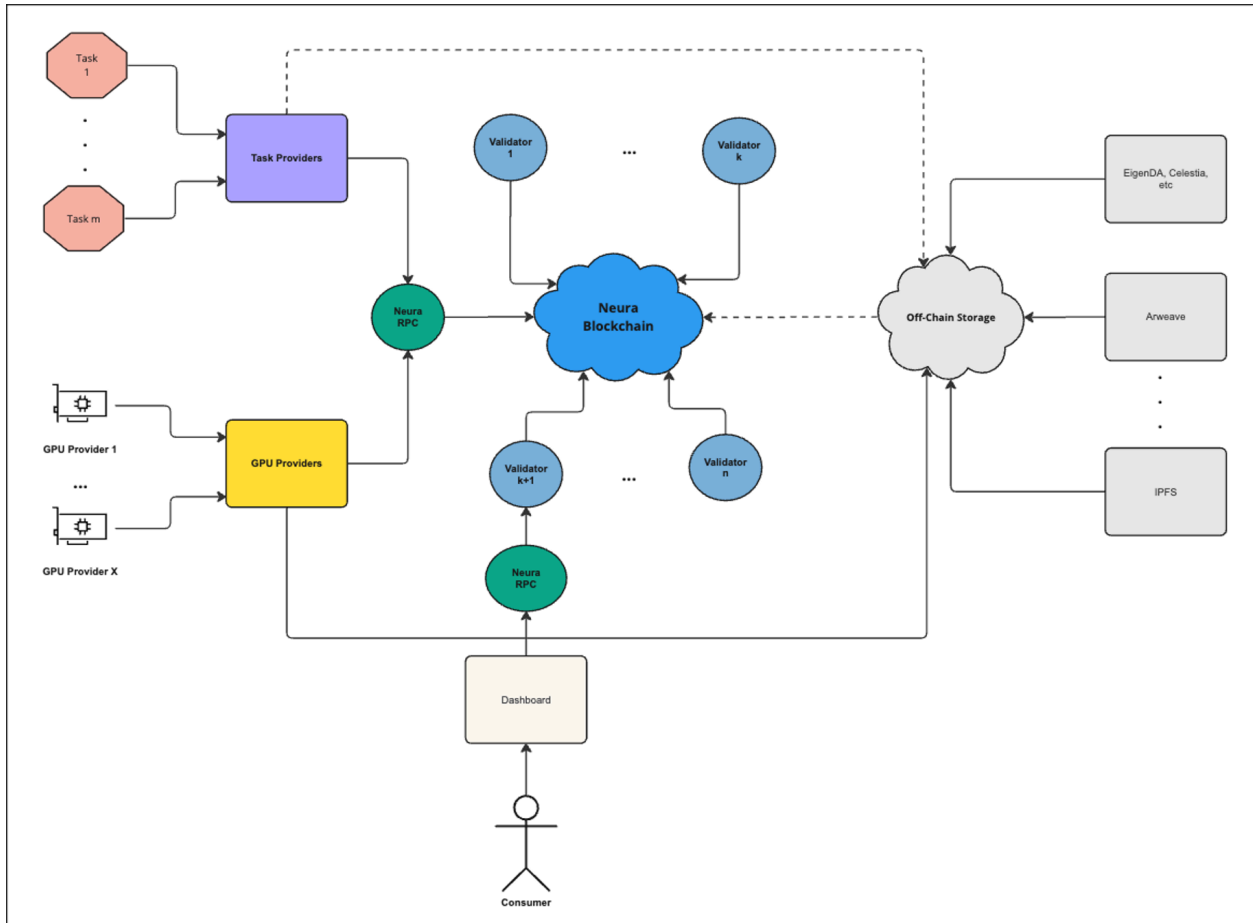 Task
1
.
.
.
Task m
Task Providers
Validator
1
...
Validator
k
EigenDA, Celestia,
etc
Neura
RPC
Neura
Blockchain
Off-Chain Storage
Arweave
.
.
.
GPU Provider 1
...
GPU Provider X
GPU Providers
Validator
k+1
...
Validator
n
IPFS
Neura
RPC
Dashboard
Consumer